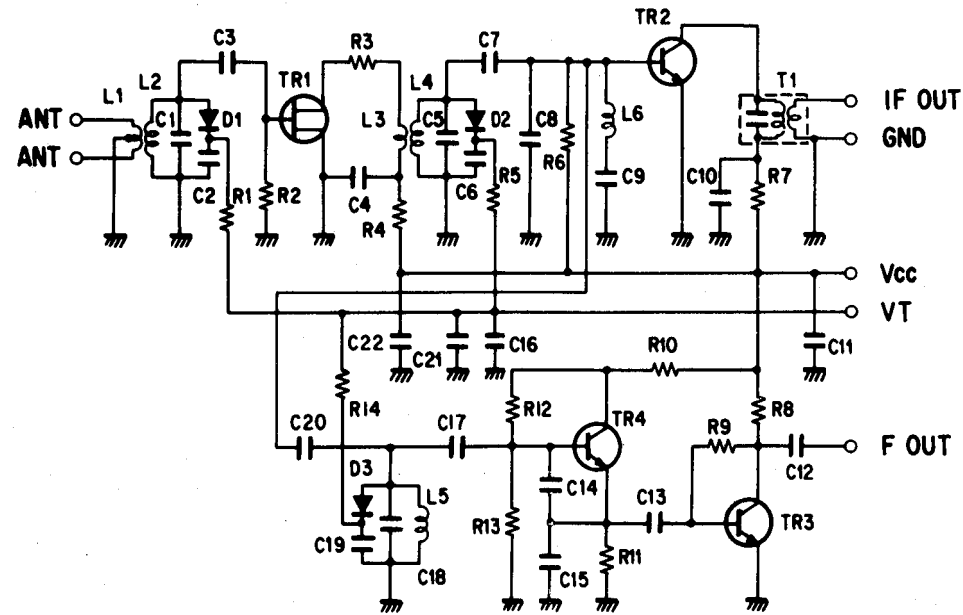 TR2
C3
C7
R3
T1
L1
L2
TR1
L4
ANT
D1
L3
D2
L6
IF OUT
C1
C5
C8
GND
ANT
R6
C2
R1
R2
C4
C6
R5
C9
C10
R7
R4
Vcc
VT
C22
C21
C16
R10
C11
R14
R12
TR4
R8
C20
C17
R9
F OUT
D3
C12
L5
C14
C13
R13
TR3
C19
R11
C18
C15